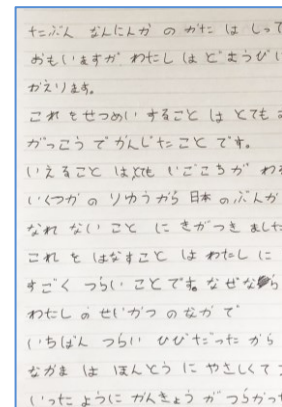 たぶん なんにんか の かた は しって
おもいますが わたし は どようび い
かえります。
これ を せつめい すること は とても
がっこう で かんじた こと です。
いえる こと は とても いごこち が わ
いくつか の りゆう から 日本 の ぶんか
なれ ない こと に きがつき ました
これ を はなす こと は わたし に
すごく つらい こと です。なぜなら
わたし の せいかつ の なか で
いちばん つらい ひび だった から
なかま は ほんとう に やさしくて
いった ように かんきょう が つらかっ